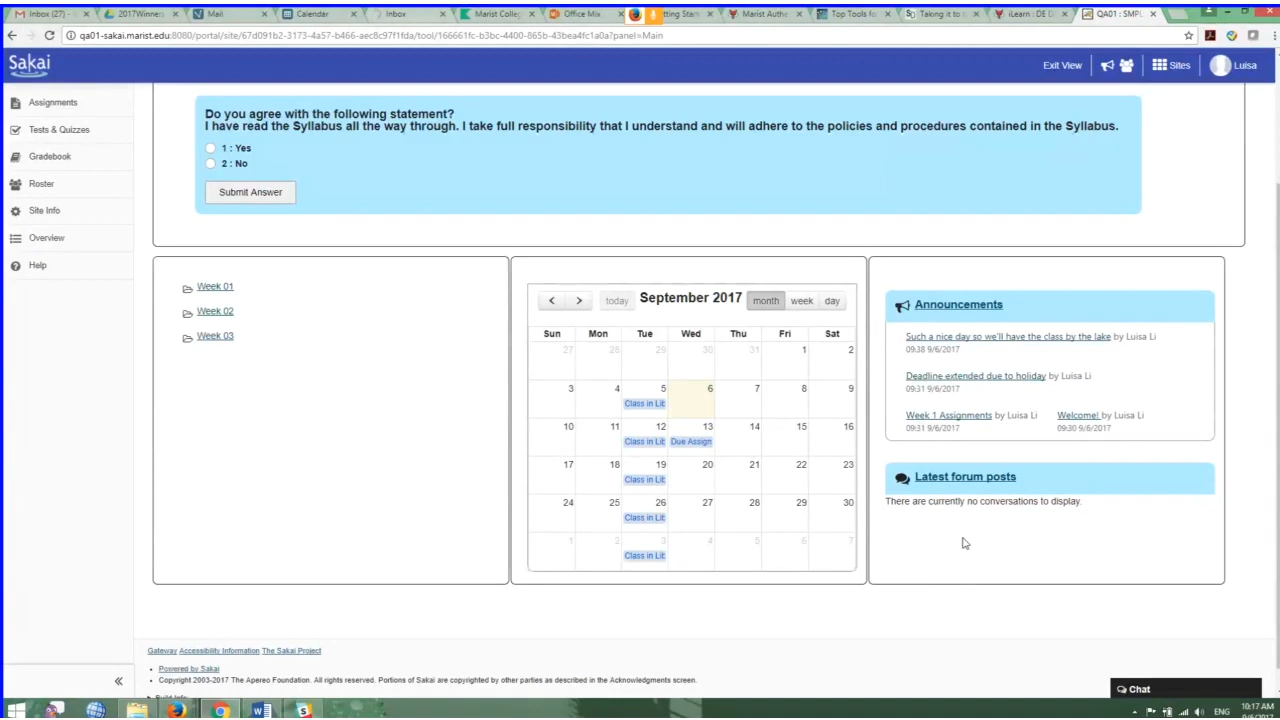 Inbox (27)
2017Winners
Mail
Calendar
Inbox
Marist Colle
Office Mix
tting Start
Marist Authe
Top Tools fo
Taking it to
iLearn : DE D
QA01 : SMPL
qa01-sakai.marist.edu:8080/portal/site/67d091b2-3173-4a57-b466-aec8c97f1fda/tool/166661fc-b3bc-4400-865b-43bea4fc1a0a?panel=Main
Sakai
Exit View
Sites
Luisa
Assignments
Tests & Quizzes
Gradebook
Roster
Site Info
Overview
Help
Do you agree with the following statement?
I have read the Syllabus all the way through. I take full responsibility that I understand and will adhere to the policies and procedures contained in the Syllabus.
1 : Yes
2 : No
Submit Answer
Week 01
Week 02
Week 03
today September 2017 month week day
Sun Mon Tue Wed Thu Fri Sat
27 28 29 30 31 1 2
3 4 5 6 7 8 9
Class in Lit
10 11 12 13 14 15 16
Class in Lit Due Assign
17 18 19 20 21 22 23
Class in Lit
24 25 26 27 28 29 30
Class in Lit
1 2 3 4 5 6 7
Class in Lit
Announcements
Such a nice day so we'll have the class by the lake by Luisa Li
09:38 9/6/2017
Deadline extended due to holiday by Luisa Li
09:31 9/6/2017
Week 1 Assignments by Luisa Li Welcome! by Luisa Li
09:31 9/6/2017 09:30 9/6/2017
Latest forum posts
There are currently no conversations to display.
Gateway Accessibility Information The Sakai Project
Powered by Sakai
Copyright 2003-2017 The Apereo Foundation. All rights reserved. Portions of Sakai are copyrighted by other parties as described in the Acknowledgments screen.
Build Info
Chat
ENG
10:17 AM
9/6/2017